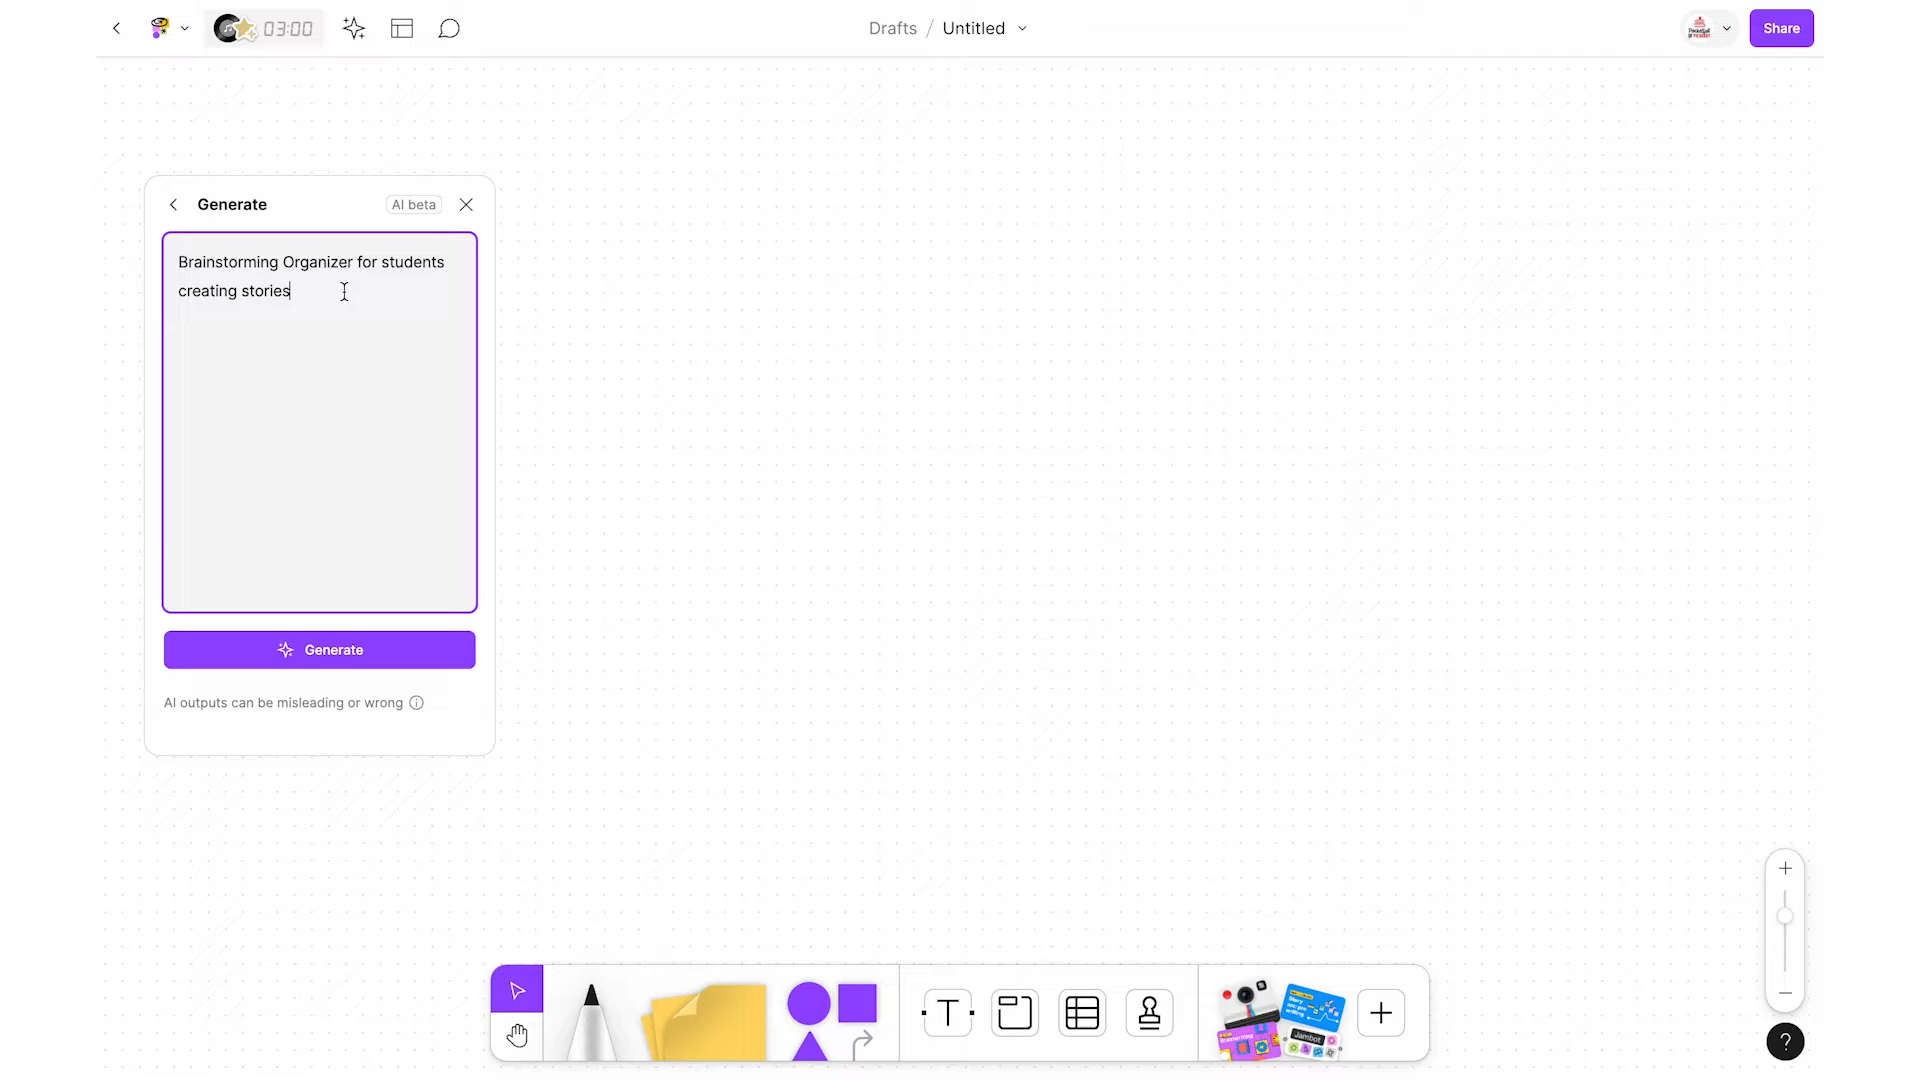 03:00
Drafts / Untitled
Share
Generate
AI beta
Brainstorming Organizer for students
creating stories
Generate
AI outputs can be misleading or wrong
T
Jambot
?